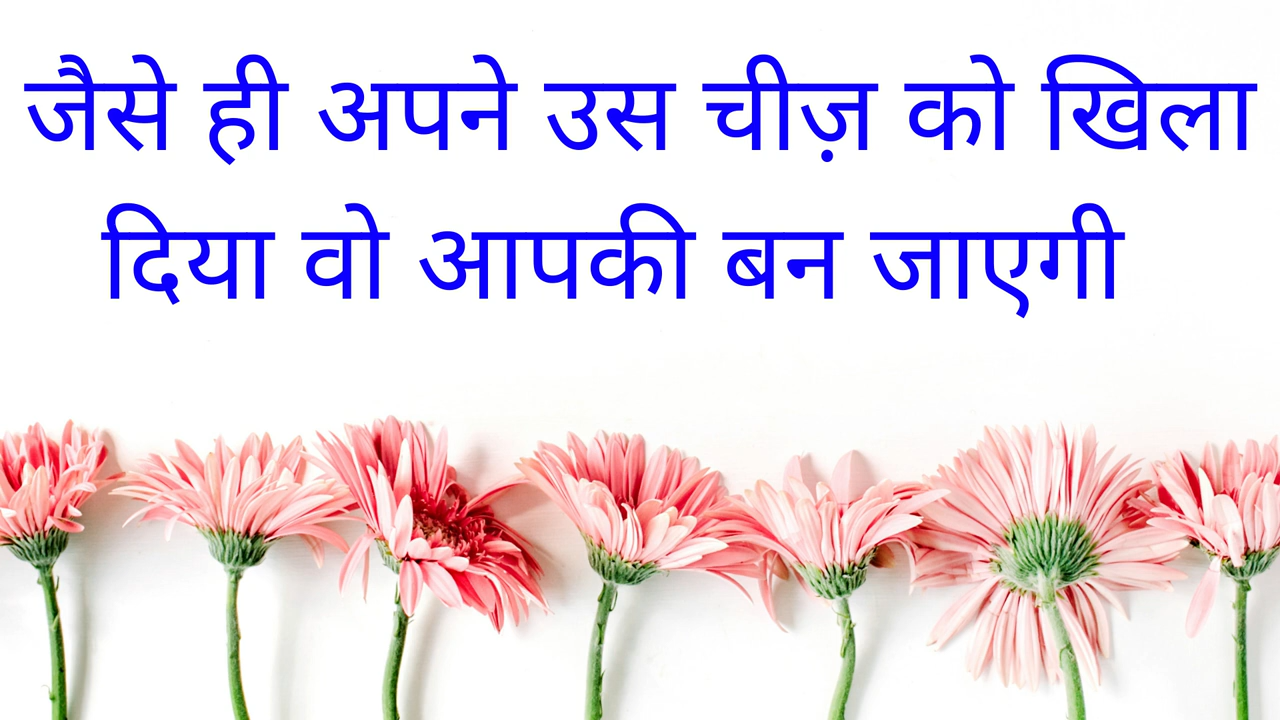 जैसे ही अपने उस चीज़ को खिला
दिया वो आपकी बन जाएगी